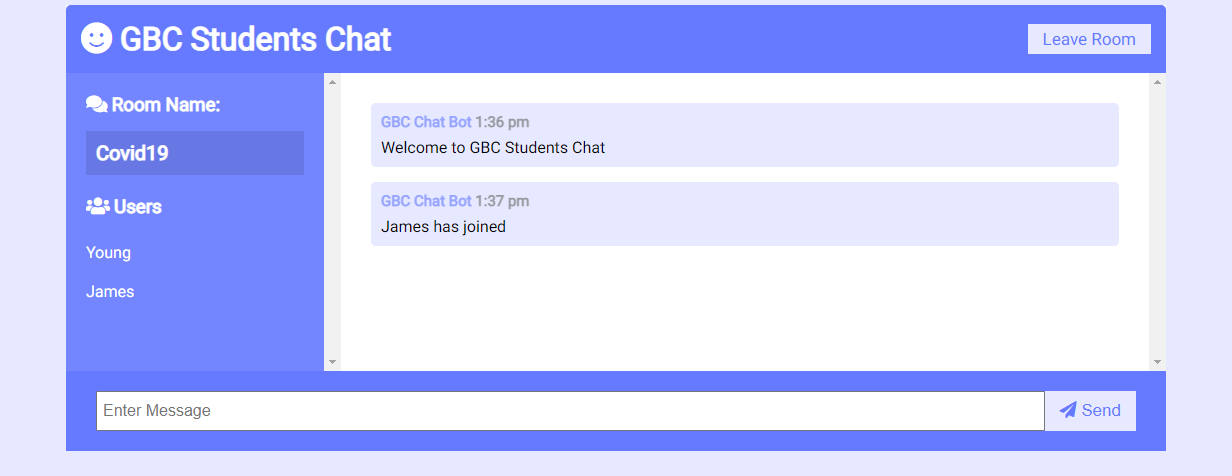 GBC Students Chat
Leave Room
Room Name:
Covid19
Users
Young
James
GBC Chat Bot 1:36 pm
Welcome to GBC Students Chat
GBC Chat Bot 1:37 pm
James has joined
Enter Message
Send